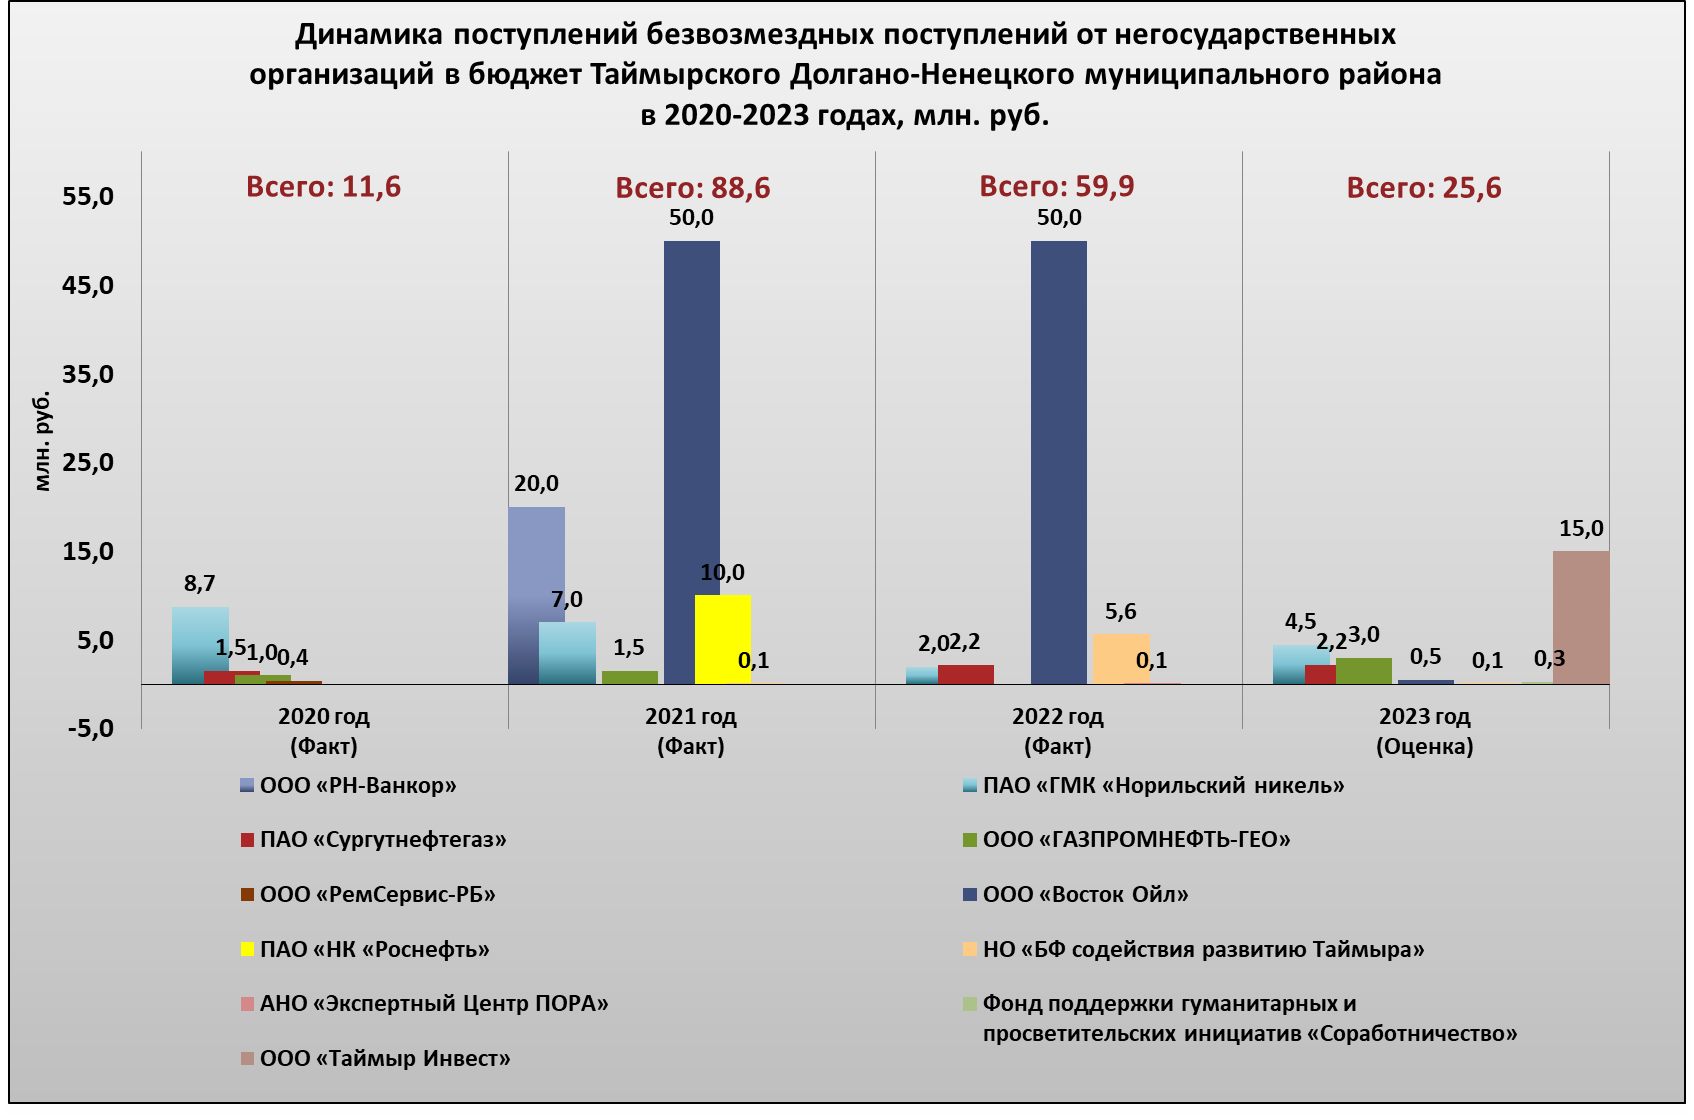 Динамика поступлений безвозмездных поступлений от негосударственных
организаций в бюджет Таймырского Долгано-Ненецкого муниципального района
в 2020-2023 годах, млн. руб.
Всего: 11,6
Всего: 88,6
Всего: 59,9
Всего: 25,6
млн. руб.
55,0
45,0
35,0
25,0
15,0
5,0
-5,0
8,7
1,5
1,0
0,4
20,0
7,0
1,5
50,0
10,0
0,1
2,0
2,2
50,0
5,6
0,1
4,5
2,2
3,0
0,5
0,1
0,3
15,0
2020 год
(Факт)
2021 год
(Факт)
2022 год
(Факт)
2023 год
(Оценка)
ООО «РН-Ванкор»
ПАО «ГМК «Норильский никель»
ПАО «Сургутнефтегаз»
ООО «ГАЗПРОМНЕФТЬ-ГЕО»
ООО «РемСервис-РБ»
ООО «Восток Ойл»
ПАО «НК «Роснефть»
НО «БФ содействия развитию Таймыра»
АНО «Экспертный Центр ПОРА»
Фонд поддержки гуманитарных и
просветительских инициатив «Соработничество»
ООО «Таймыр Инвест»